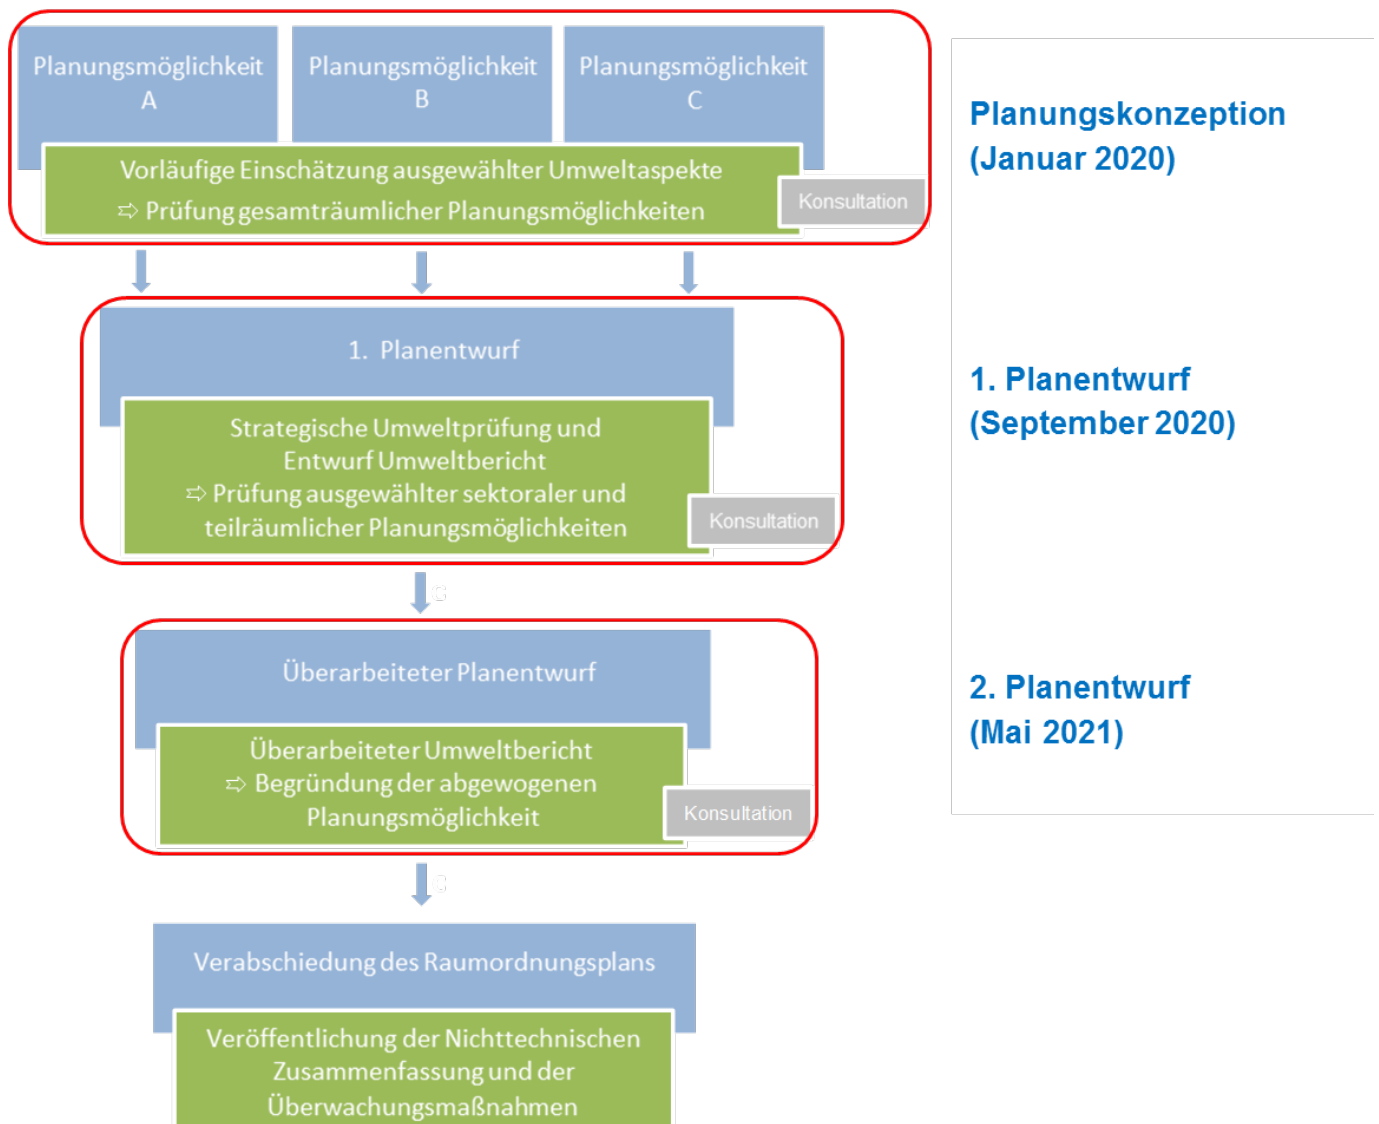 Planungsmöglichkeit
A
Planungsmöglichkeit
B
Planungsmöglichkeit
C
Vorläufige Einschätzung ausgewählter Umweltaspekte
⇨ Prüfung gesamträumlicher Planungsmöglichkeiten
Konsultation
Planungskonzeption
(Januar 2020)
1. Planentwurf
Strategische Umweltprüfung und
Entwurf Umweltbericht
⇨ Prüfung ausgewählter sektoraler und
teilräumlicher Planungsmöglichkeiten
Konsultation
1. Planentwurf
(September 2020)
Überarbeiteter Planentwurf
Überarbeiteter Umweltbericht
⇨ Begründung der abgewogenen
Planungsmöglichkeit
Konsultation
2. Planentwurf
(Mai 2021)
Verabschiedung des Raumordnungsplans
Veröffentlichung der Nichttechnischen
Zusammenfassung und der
Überwachungsmaßnahmen